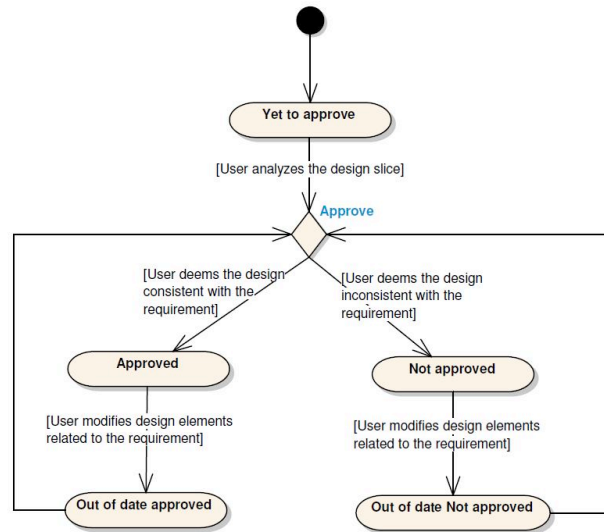 Yet to approve
[User analyzes the design slice]
Approve
[User deems the design
consistent with the
requirement]
[User deems the design
inconsistent with the
requirement]
Approved
Not approved
[User modifies design elements
related to the requirement]
[User modifies design elements
related to the requirement]
Out of date approved
Out of date Not approved